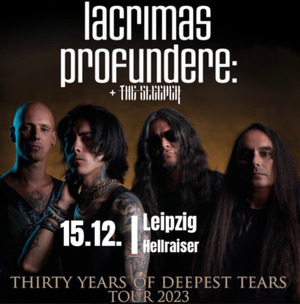 lacrimas
profundere:
+ THE SLEEPER
15.12.
Leipzig
Hellraiser
THIRTY YEARS OF DEEPEST TEARS
TOUR 2023